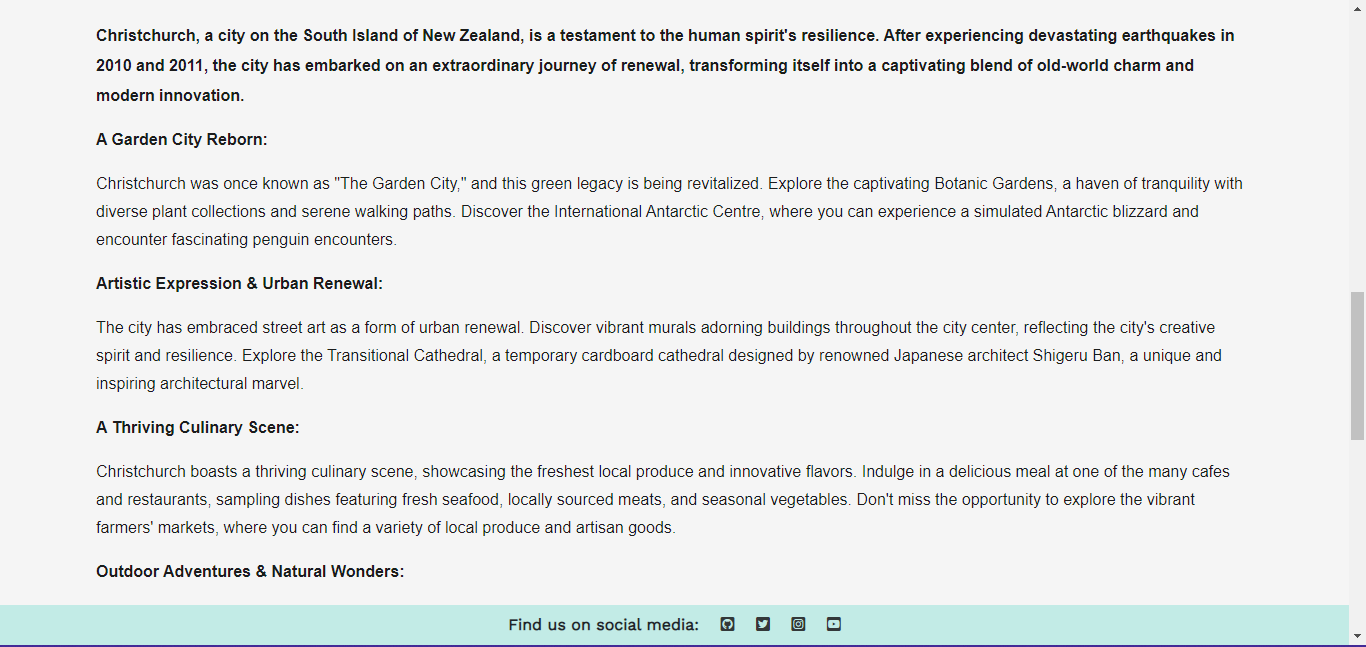 Christchurch, a city on the South Island of New Zealand, is a testament to the human spirit's resilience. After experiencing devastating earthquakes in
2010 and 2011, the city has embarked on an extraordinary journey of renewal, transforming itself into a captivating blend of old-world charm and
modern innovation.
A Garden City Reborn:
Christchurch was once known as "The Garden City," and this green legacy is being revitalized. Explore the captivating Botanic Gardens, a haven of tranquility with
diverse plant collections and serene walking paths. Discover the International Antarctic Centre, where you can experience a simulated Antarctic blizzard and
encounter fascinating penguin encounters.
Artistic Expression & Urban Renewal:
The city has embraced street art as a form of urban renewal. Discover vibrant murals adorning buildings throughout the city center, reflecting the city's creative
spirit and resilience. Explore the Transitional Cathedral, a temporary cardboard cathedral designed by renowned Japanese architect Shigeru Ban, a unique and
inspiring architectural marvel.
A Thriving Culinary Scene:
Christchurch boasts a thriving culinary scene, showcasing the freshest local produce and innovative flavors. Indulge in a delicious meal at one of the many cafes
and restaurants, sampling dishes featuring fresh seafood, locally sourced meats, and seasonal vegetables. Don't miss the opportunity to explore the vibrant
farmers' markets, where you can find a variety of local produce and artisan goods.
Outdoor Adventures & Natural Wonders:
Find us on social media: